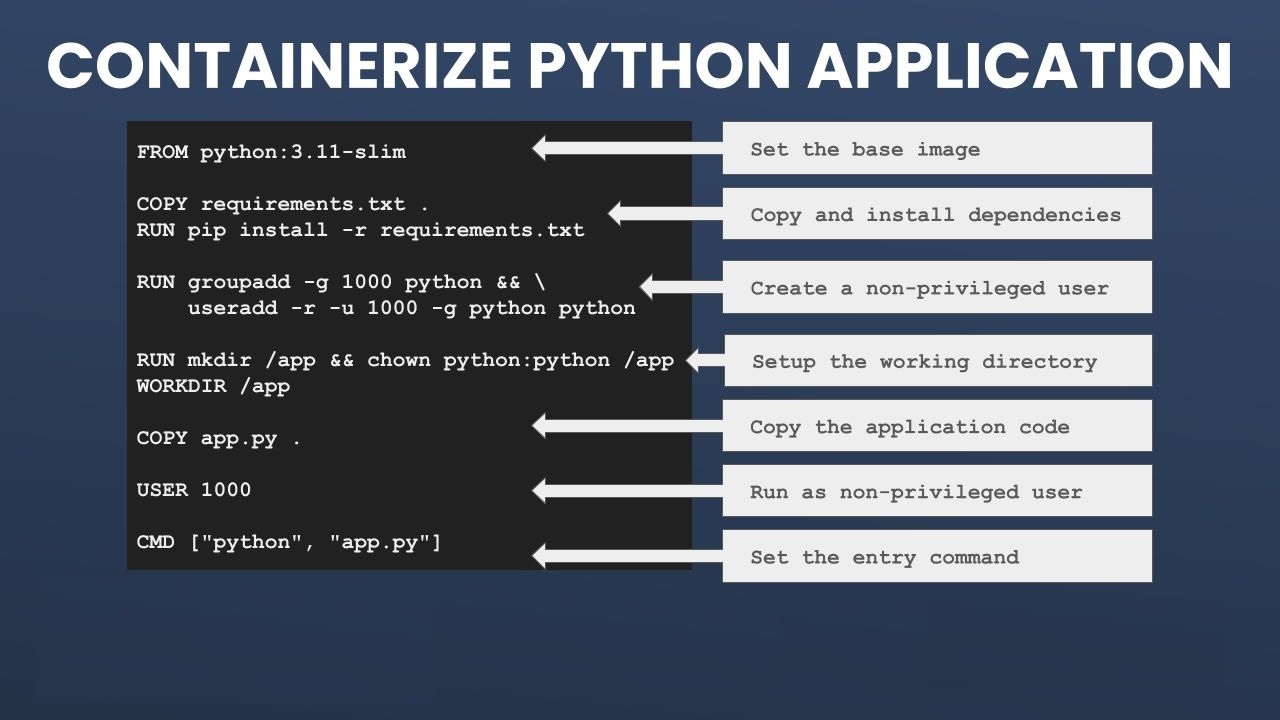 CONTAINERIZE PYTHON APPLICATION
FROM python:3.11-slim
COPY requirements.txt .
RUN pip install -r requirements.txt
RUN groupadd -g 1000 python && \
    useradd -r -u 1000 -g python python
RUN mkdir /app && chown python:python /app
WORKDIR /app
COPY app.py .
USER 1000
CMD ["python", "app.py"]
Set the base image
Copy and install dependencies
Create a non-privileged user
Setup the working directory
Copy the application code
Run as non-privileged user
Set the entry command